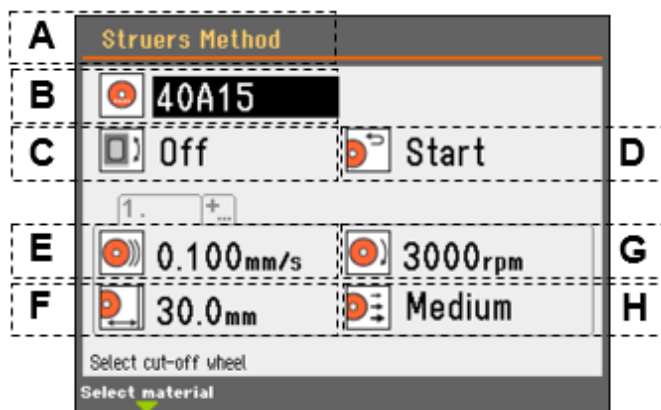 A Struers Method
B 40A15
C Off Start D
1. +...
E 0.100mm/s 3000rpm G
F 30.0mm Medium H
Select cut-off wheel
Select material